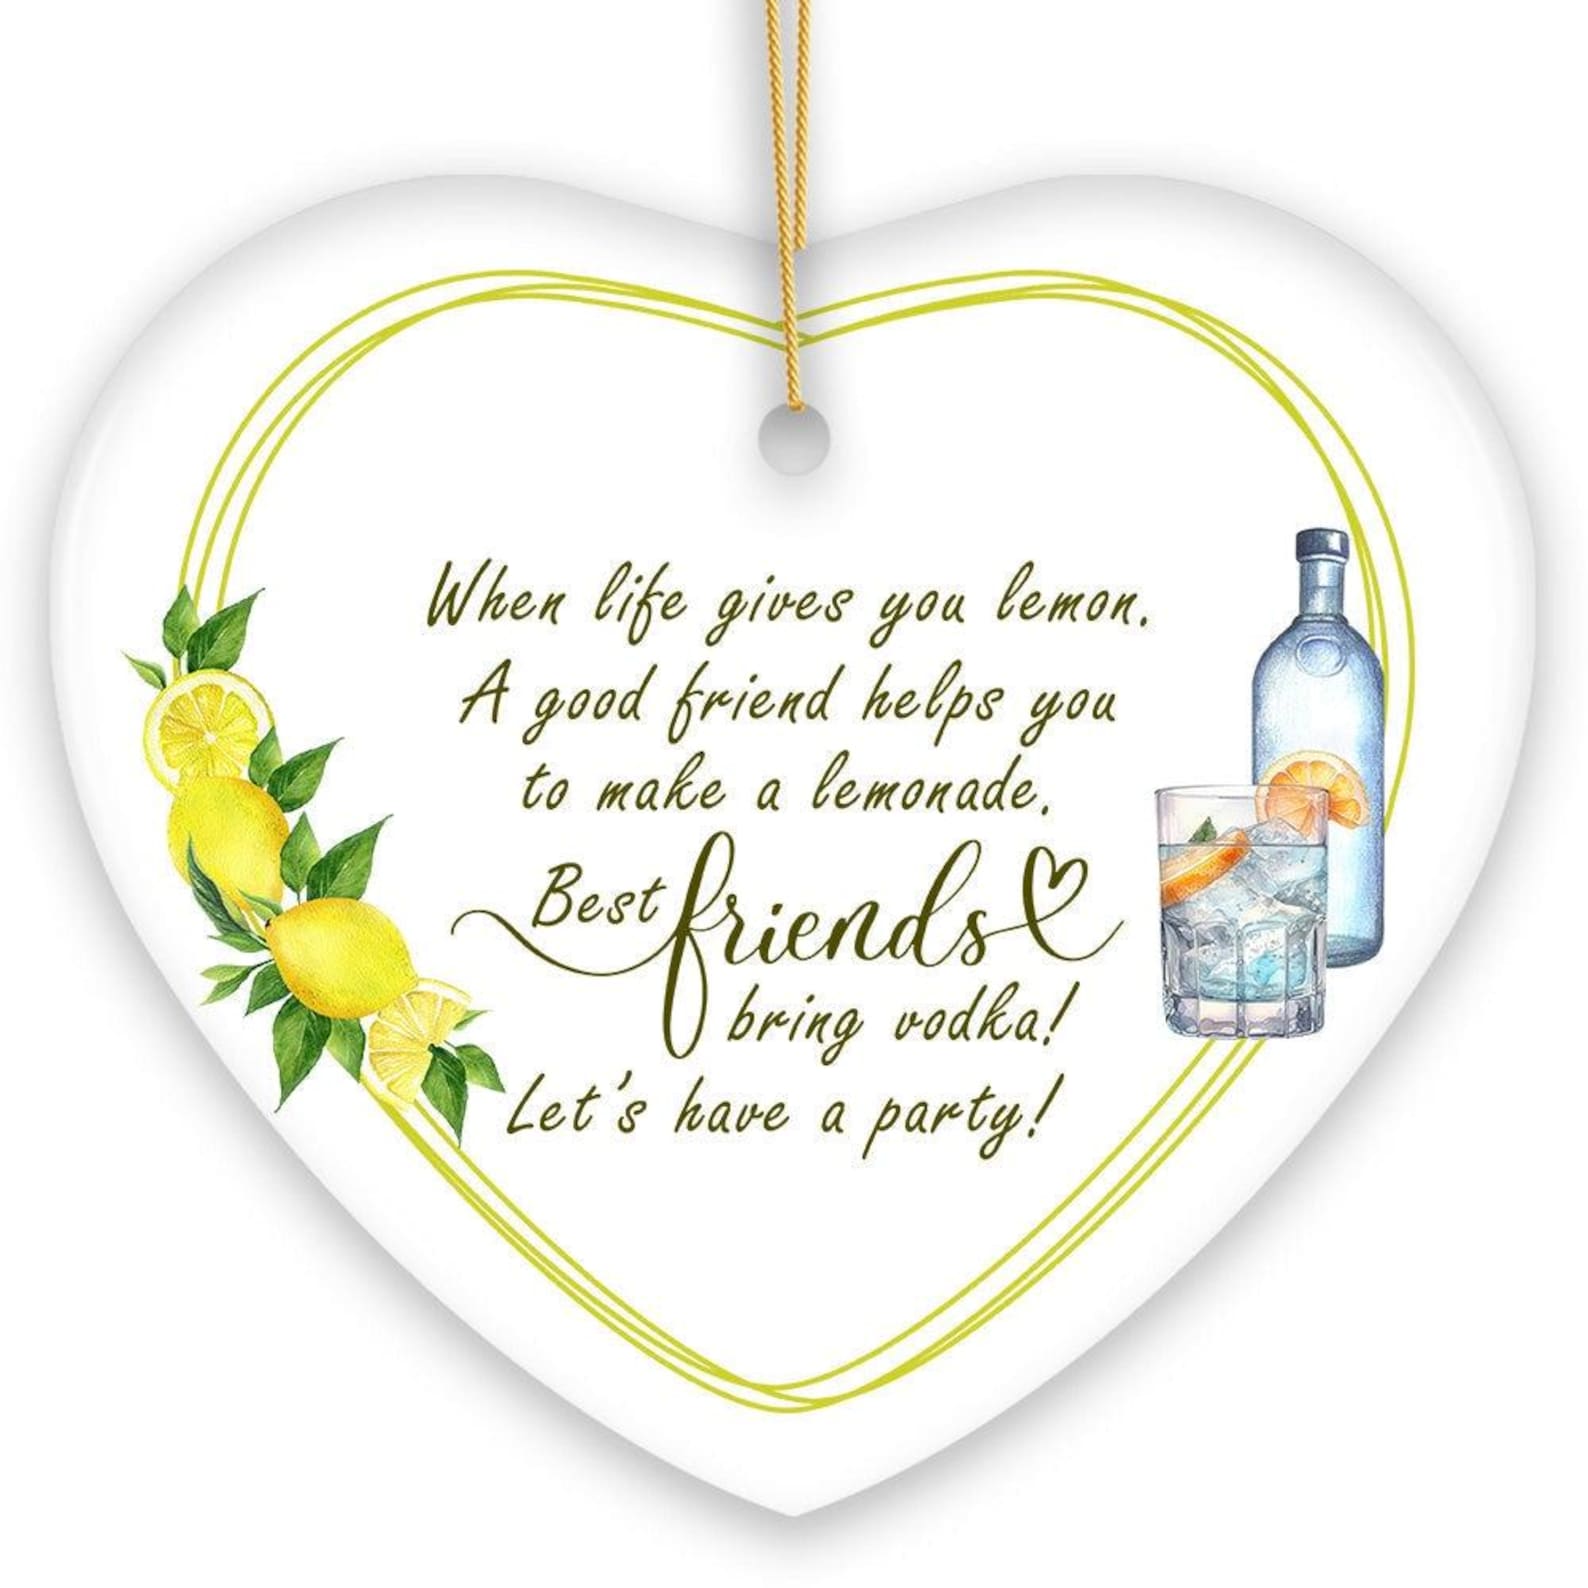 When life gives you lemon.
A good friend helps you
to make a lemonade.
Best friends
bring vodka!
Let's have a party!